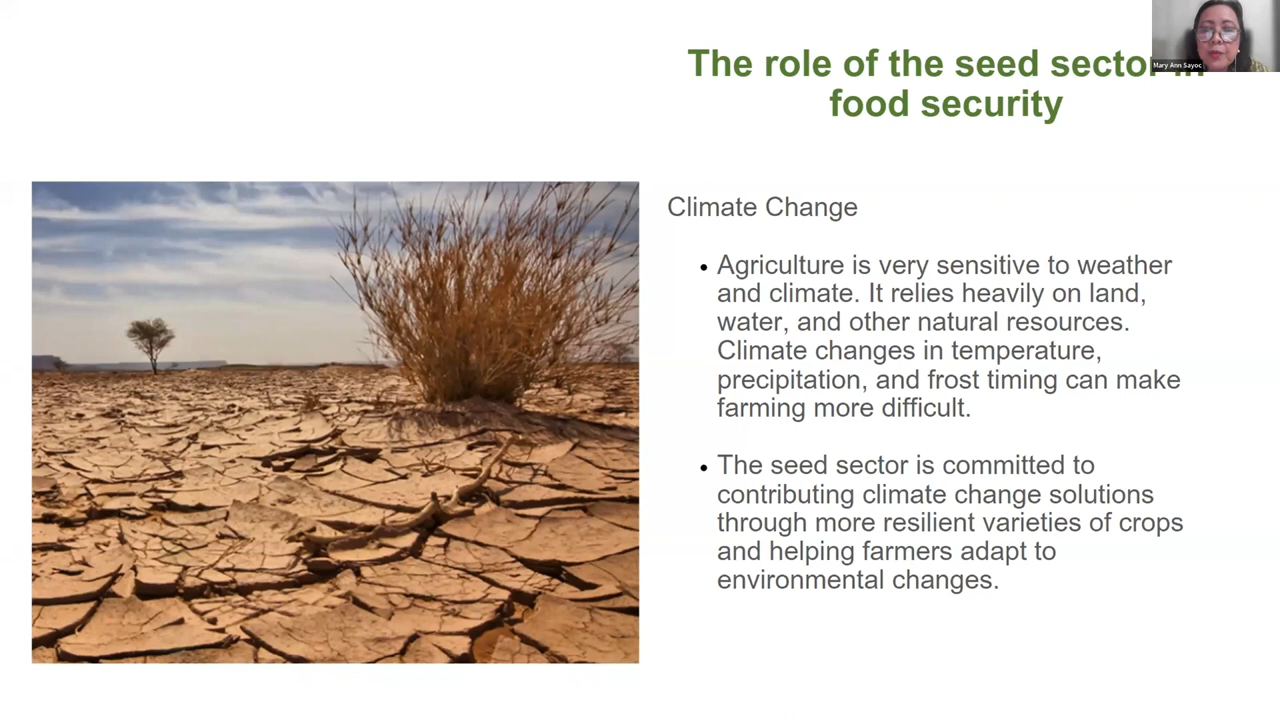 The role of the seed sector in
food security
Mary Ann Sayoc
Climate Change
• Agriculture is very sensitive to weather
and climate. It relies heavily on land,
water, and other natural resources.
Climate changes in temperature,
precipitation, and frost timing can make
farming more difficult.
• The seed sector is committed to
contributing climate change solutions
through more resilient varieties of crops
and helping farmers adapt to
environmental changes.